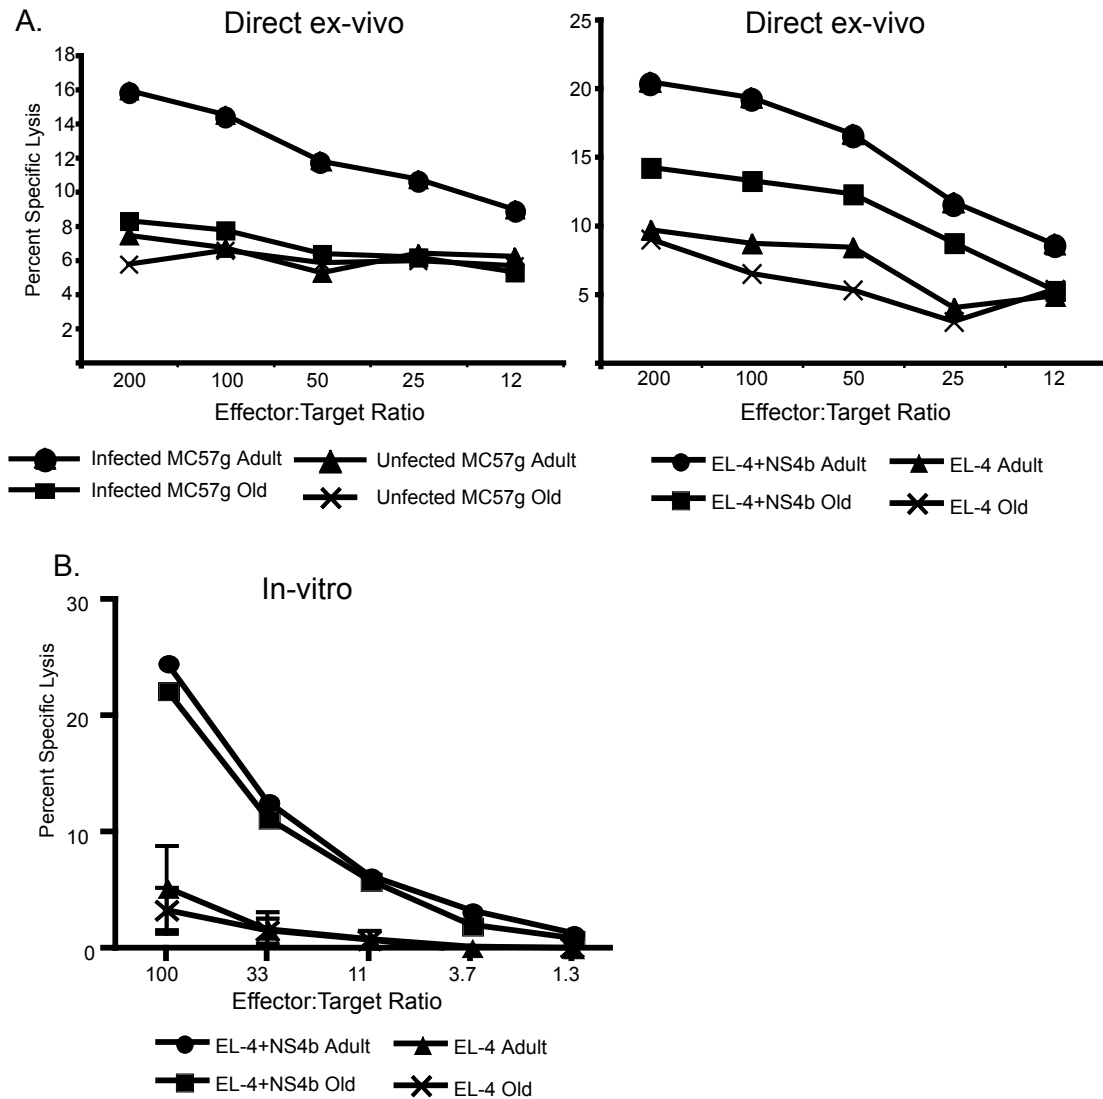 A.
Direct ex-vivo
Percent Specific Lysis
18
16
14
12
10
8
6
4
2
200 100 50 25 12
Effector:Target Ratio
Infected MC57g Adult
Unfected MC57g Adult
Infected MC57g Old
Unfected MC57g Old
Direct ex-vivo
25
20
15
10
5
200 100 50 25 12
Effector:Target Ratio
EL-4+NS4b Adult
EL-4 Adult
EL-4+NS4b Old
EL-4 Old
B.
In-vitro
Percent Specific Lysis
30
20
10
0
100 33 11 3.7 1.3
Effector:Target Ratio
EL-4+NS4b Adult
EL-4 Adult
EL-4+NS4b Old
EL-4 Old